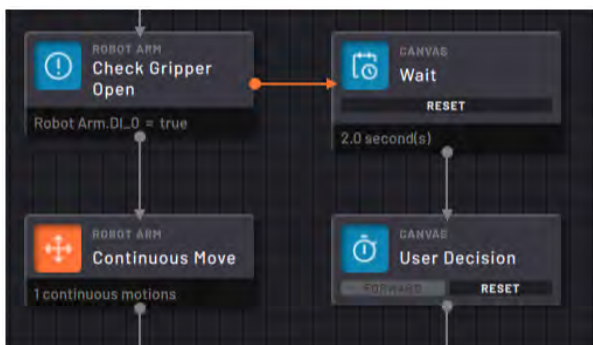 ROBOT ARM
Check Gripper
Open
Robot Arm.DI_0 = true
CANVAS
Wait
RESET
2.0 second(s)
ROBOT ARM
Continuous Move
1 continuous motions
CANVAS
User Decision
FORWARD
RESET